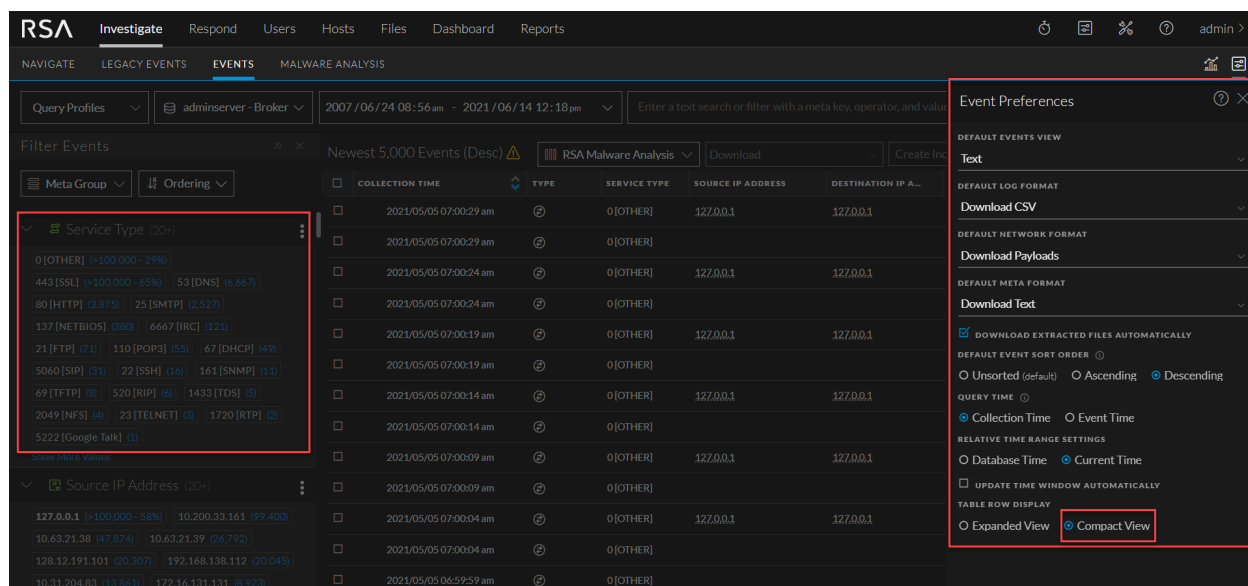 RSA Investigate Respond Users Hosts Files Dashboard Reports admin >
NAVIGATE LEGACY EVENTS EVENTS MALWARE ANALYSIS
Query Profiles adminserver - Broker 2007/06/24 08:56 am - 2021/06/14 12:18 pm Enter a text search or filter with a meta key, operator, and value
Filter Events » ×
Newest 5,000 Events (Desc) RSA Malware Analysis Download Create Inc
Meta Group Ordering
COLLECTION TIME TYPE SERVICE TYPE SOURCE IP ADDRESS DESTINATION IP A...
Service Type (20+)
0 [OTHER] (>100,000 - 29%)
443 [SSL] (>100,000 - 65%) 53 [DNS] (6,667)
80 [HTTP] (3,875) 25 [SMTP] (2,527)
137 [NETBIOS] (380) 6667 [IRC] (121)
21 [FTP] (71) 110 [POP3] (55) 67 [DHCP] (49)
5060 [SIP] (31) 22 [SSH] (16) 161 [SNMP] (11)
69 [TFTP] (8) 520 [RIP] (6) 1433 [TDS] (5)
2049 [NFS] (4) 23 [TELNET] (3) 1720 [RTP] (2)
5222 [Google Talk] (1)
Show More Values
Source IP Address (20+)
127.0.0.1 (>100,000 - 58%) 10.200.33.161 (99,400)
10.63.21.38 (47,874) 10.63.21.39 (26,792)
128.12.191.101 (20,307) 192.168.138.112 (20,045)
10.31.204.83 (13,861) 172.16.131.131 (8,923)
2021/05/05 07:00:29 am 0 [OTHER] 127.0.0.1 127.0.0.1
2021/05/05 07:00:29 am 0 [OTHER]
2021/05/05 07:00:24 am 0 [OTHER] 127.0.0.1 127.0.0.1
2021/05/05 07:00:24 am 0 [OTHER]
2021/05/05 07:00:19 am 0 [OTHER] 127.0.0.1 127.0.0.1
2021/05/05 07:00:19 am 0 [OTHER]
2021/05/05 07:00:14 am 0 [OTHER] 127.0.0.1 127.0.0.1
2021/05/05 07:00:14 am 0 [OTHER]
2021/05/05 07:00:09 am 0 [OTHER] 127.0.0.1 127.0.0.1
2021/05/05 07:00:09 am 0 [OTHER]
2021/05/05 07:00:04 am 0 [OTHER] 127.0.0.1 127.0.0.1
2021/05/05 07:00:04 am 0 [OTHER]
2021/05/05 06:59:59 am 0 [OTHER]
Event Preferences
DEFAULT EVENTS VIEW
Text
DEFAULT LOG FORMAT
Download CSV
DEFAULT NETWORK FORMAT
Download Payloads
DEFAULT META FORMAT
Download Text
DOWNLOAD EXTRACTED FILES AUTOMATICALLY
DEFAULT EVENT SORT ORDER
Unsorted (default) Ascending Descending
QUERY TIME
Collection Time Event Time
RELATIVE TIME RANGE SETTINGS
Database Time Current Time
UPDATE TIME WINDOW AUTOMATICALLY
TABLE ROW DISPLAY
Expanded View Compact View